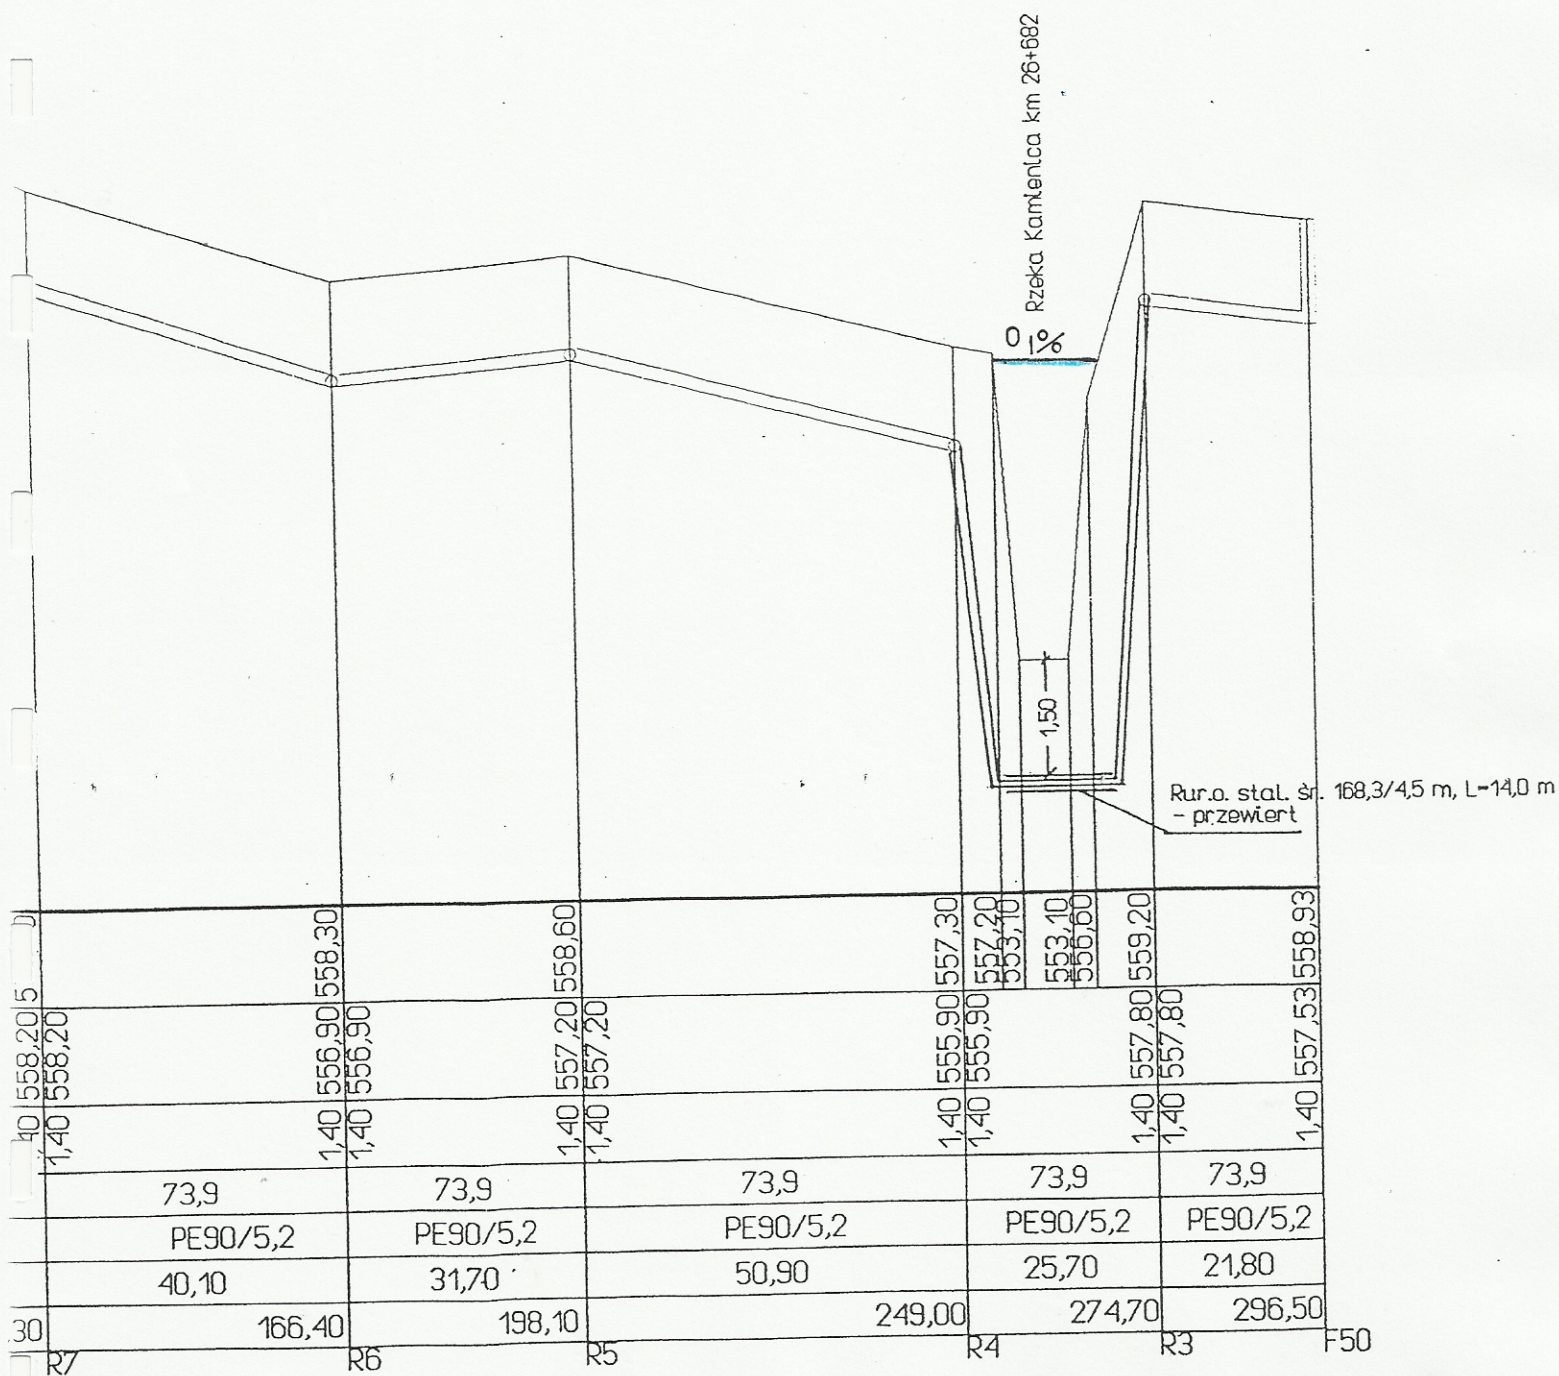 Rzeka Kamienica km 26+682
0,1%
1,50
Rur.o. stal. śr. 168,3/4,5 m, L=14,0 m
- przewiert
558,30 558,60 557,30 557,20 553,10 553,10 556,60 559,20 558,93
558,20 558,20 556,90 556,90 557,20 557,20 555,90 555,90 557,80 557,80 557,53
1,40 1,40 1,40 1,40 1,40 1,40 1,40 1,40 1,40 1,40
73,9 73,9 73,9 73,9 73,9
PE90/5,2 PE90/5,2 PE90/5,2 PE90/5,2 PE90/5,2
40,10 31,70 50,90 25,70 21,80
30 166,40 198,10 249,00 274,70 296,50
R7 R6 R5 R4 R3 F50